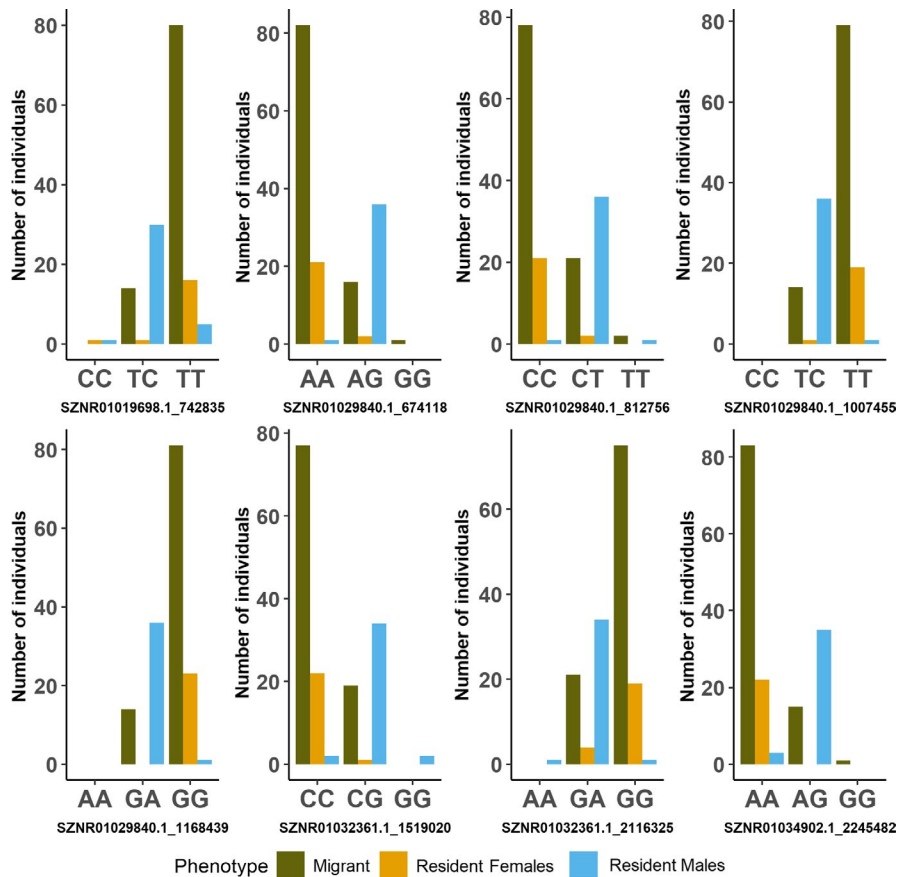 Number of individuals
80
60
40
20
0
CC TC TT
SZNR01019698.1_742835
Number of individuals
80
60
40
20
0
AA AG GG
SZNR01029840.1_674118
Number of individuals
80
60
40
20
0
CC CT TT
SZNR01029840.1_812756
Number of individuals
80
60
40
20
0
CC TC TT
SZNR01029840.1_1007455
Number of individuals
80
60
40
20
0
AA GA GG
SZNR01029840.1_1168439
Number of individuals
80
60
40
20
0
CC CG GG
SZNR01032361.1_1519020
Number of individuals
60
40
20
0
AA GA GG
SZNR01032361.1_2116325
Number of individuals
80
60
40
20
0
AA AG GG
SZNR01034902.1_2245482
Phenotype Migrant Resident Females Resident Males